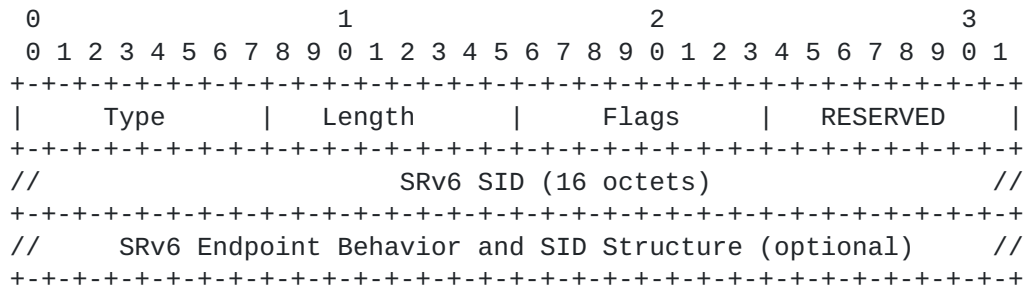 0                   1                   2                   3
 0 1 2 3 4 5 6 7 8 9 0 1 2 3 4 5 6 7 8 9 0 1 2 3 4 5 6 7 8 9 0 1
+-+-+-+-+-+-+-+-+-+-+-+-+-+-+-+-+-+-+-+-+-+-+-+-+-+-+-+-+-+-+-+-+
|     Type      |   Length      |     Flags     |   RESERVED    |
+-+-+-+-+-+-+-+-+-+-+-+-+-+-+-+-+-+-+-+-+-+-+-+-+-+-+-+-+-+-+-+-+
//                       SRv6 SID (16 octets)                  //
+-+-+-+-+-+-+-+-+-+-+-+-+-+-+-+-+-+-+-+-+-+-+-+-+-+-+-+-+-+-+-+-+
//     SRv6 Endpoint Behavior and SID Structure (optional)     //
+-+-+-+-+-+-+-+-+-+-+-+-+-+-+-+-+-+-+-+-+-+-+-+-+-+-+-+-+-+-+-+-+